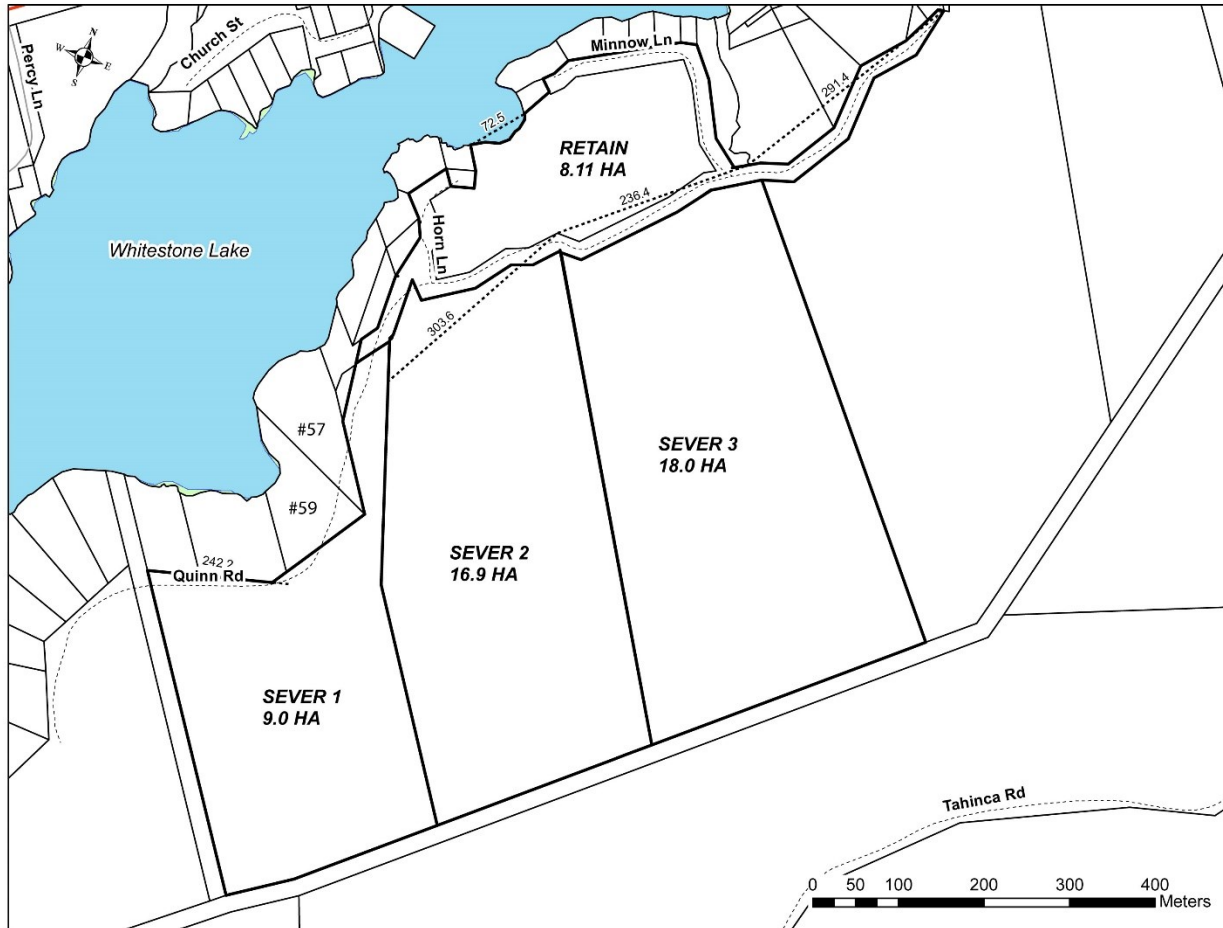 Percy Ln
N
W
E
S
Church St
Minnow Ln
72.5
291.4
RETAIN
8.11 HA
236.4
Horn Ln
Whitestone Lake
303.6
#57
#59
SEVER 3
18.0 HA
242.2
Quinn Rd
SEVER 2
16.9 HA
SEVER 1
9.0 HA
Tahinca Rd
0 50 100 200 300 400
Meters